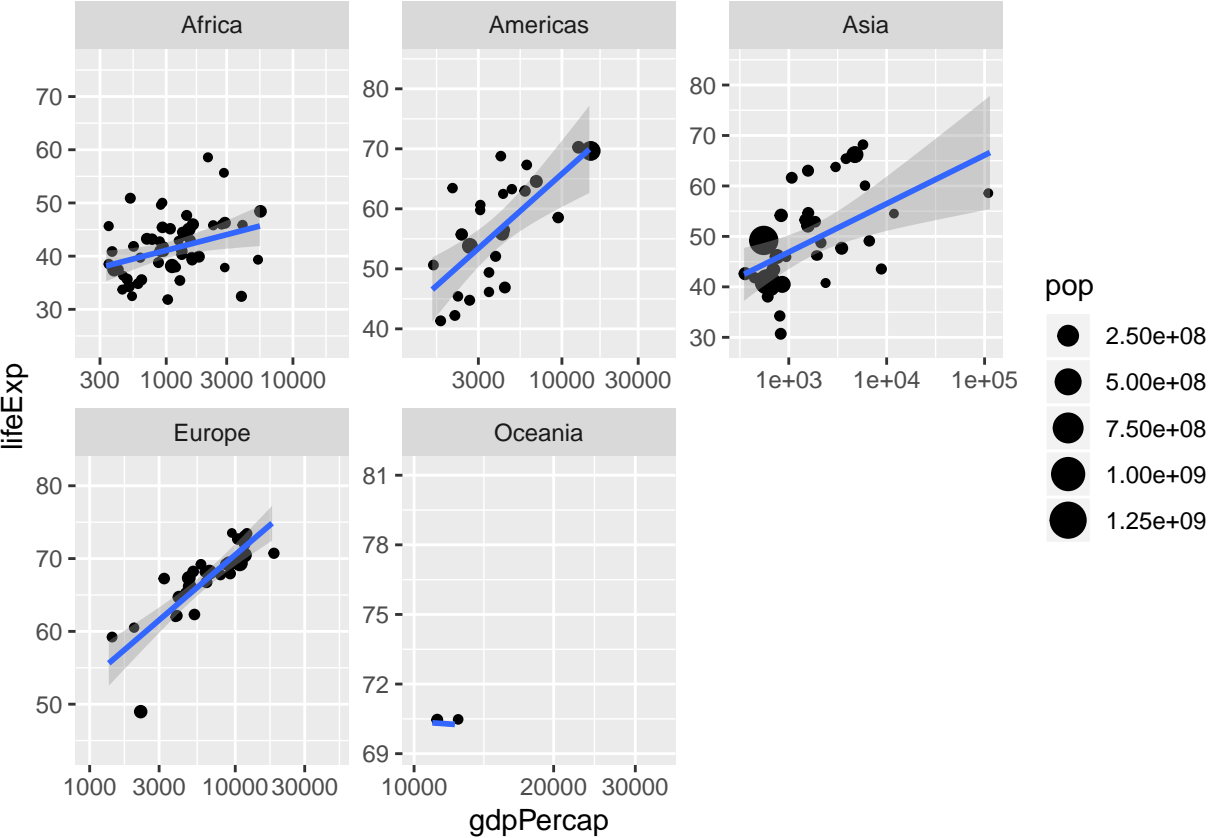 Africa Americas Asia
70
60
50
40
30
80
70
60
50
40
80
70
60
50
40
30
300 1000 3000 10000
3000 10000 30000
1e+03 1e+04 1e+05
Europe Oceania
80
70
60
50
81
78
75
72
69
1000 3000 10000 30000
10000 20000 30000
lifeExp
gdpPercap
pop
2.50e+08
5.00e+08
7.50e+08
1.00e+09
1.25e+09